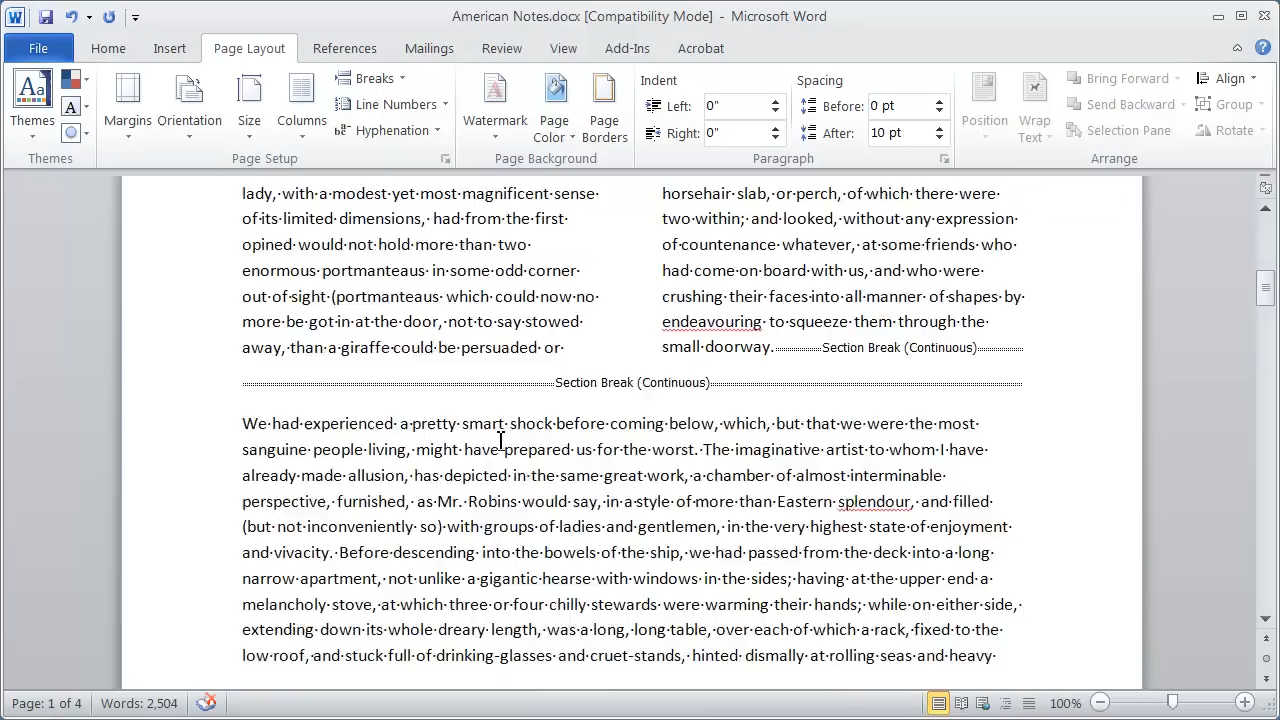 American Notes.docx [Compatibility Mode] - Microsoft Word
File Home Insert Page Layout References Mailings Review View Add-Ins Acrobat
Themes
Themes
Margins Orientation Size Columns
Breaks
Line Numbers
Hyphenation
Page Setup
Watermark Page Color Page Borders
Page Background
Indent Spacing
Left: 0" Before: 0 pt
Right: 0" After: 10 pt
Paragraph
Position Wrap Text
Bring Forward Align
Send Backward Group
Selection Pane Rotate
Arrange
lady, with a modest yet most magnificent sense
of its limited dimensions, had from the first
opined would not hold more than two
enormous portmanteaus in some odd corner
out of sight (portmanteaus which could now no
more be got in at the door, not to say stowed
away, than a giraffe could be persuaded or
horsehair slab, or perch, of which there were
two within; and looked, without any expression
of countenance whatever, at some friends who
had come on board with us, and who were
crushing their faces into all manner of shapes by
endeavouring to squeeze them through the
small doorway. Section Break (Continuous)
Section Break (Continuous)
We had experienced a pretty smart shock before coming below, which, but that we were the most
sanguine people living, might have prepared us for the worst. The imaginative artist to whom I have
already made allusion, has depicted in the same great work, a chamber of almost interminable
perspective, furnished, as Mr. Robins would say, in a style of more than Eastern splendour, and filled
(but not inconveniently so) with groups of ladies and gentlemen, in the very highest state of enjoyment
and vivacity. Before descending into the bowels of the ship, we had passed from the deck into a long
narrow apartment, not unlike a gigantic hearse with windows in the sides; having at the upper end a
melancholy stove, at which three or four chilly stewards were warming their hands; while on either side,
extending down its whole dreary length, was a long, long table, over each of which a rack, fixed to the
low roof, and stuck full of drinking-glasses and cruet-stands, hinted dismally at rolling seas and heavy
Page: 1 of 4 Words: 2,504 100%